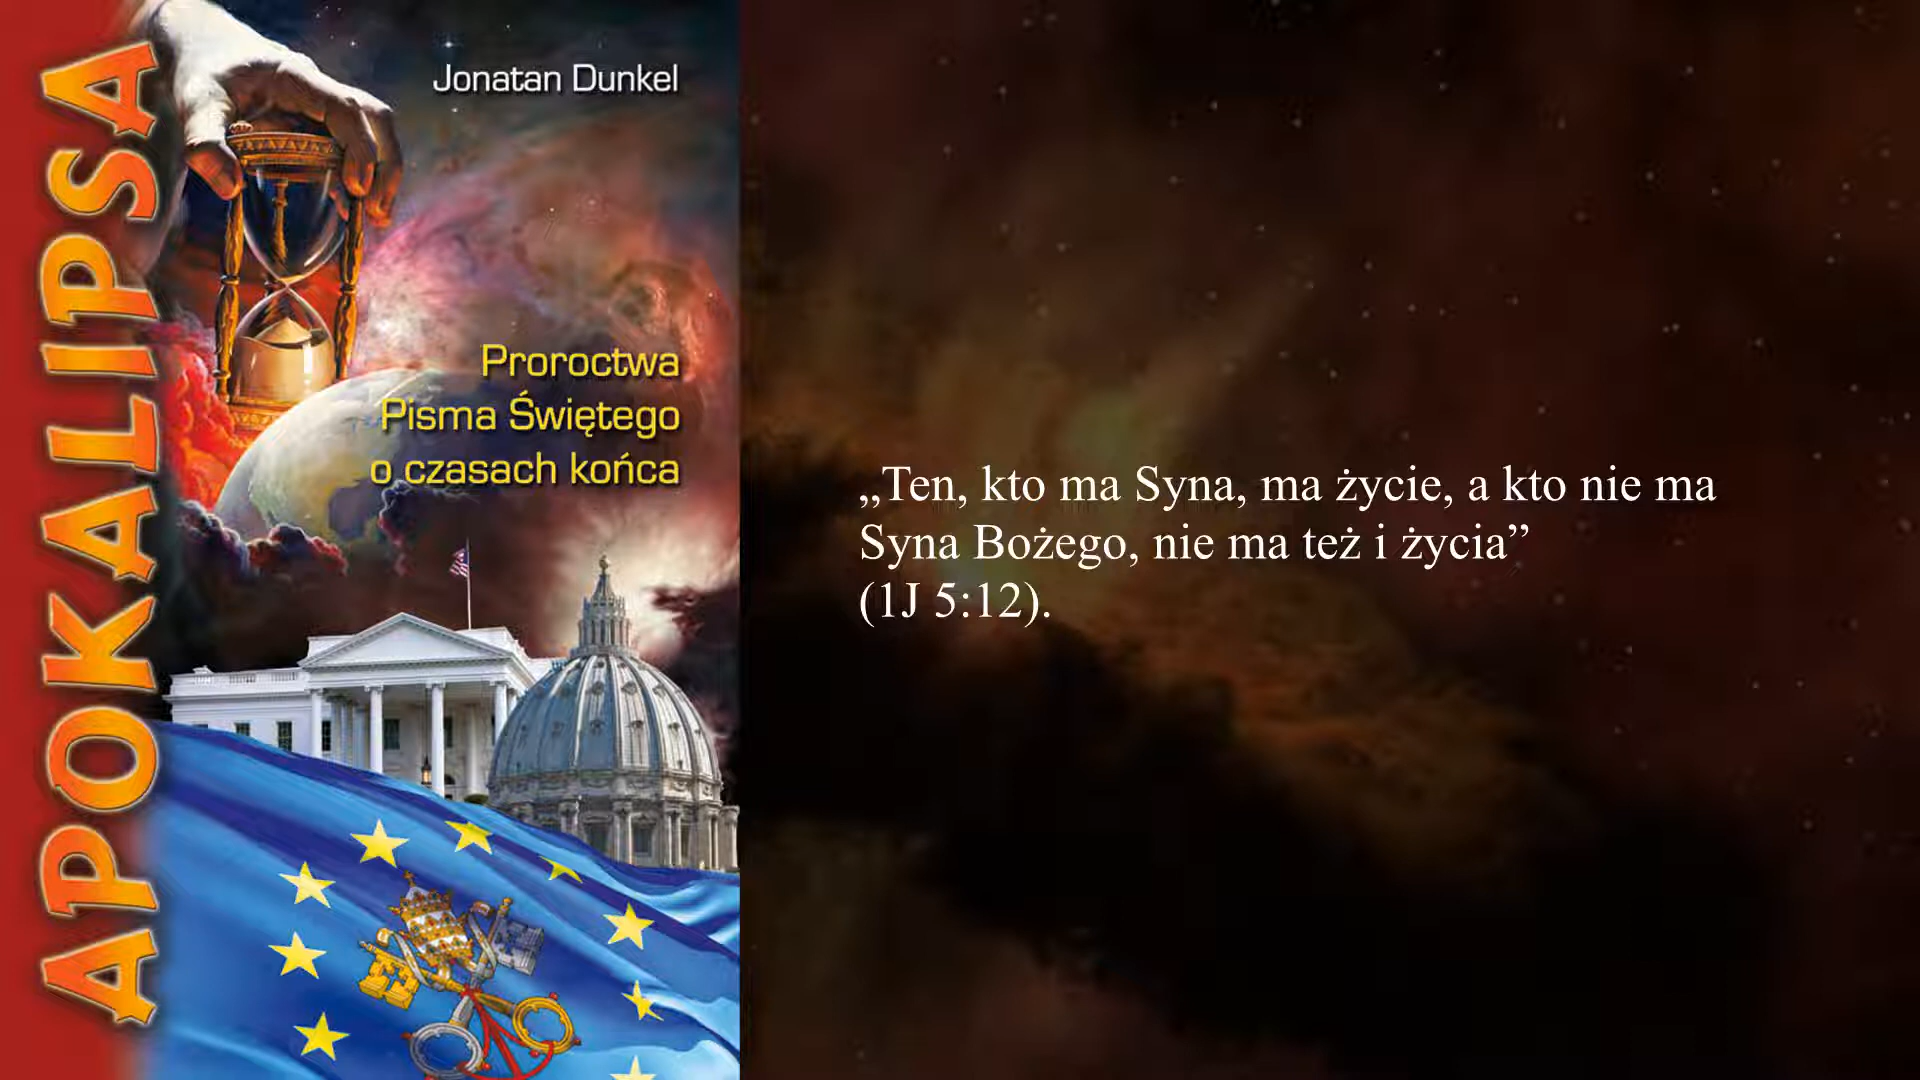 APOKALIPSA
Jonatan Dunkel
Proroctwa
Pisma Świętego
o czasach końca
„Ten, kto ma Syna, ma życie, a kto nie ma
Syna Bożego, nie ma też i życia”
(1J 5:12).